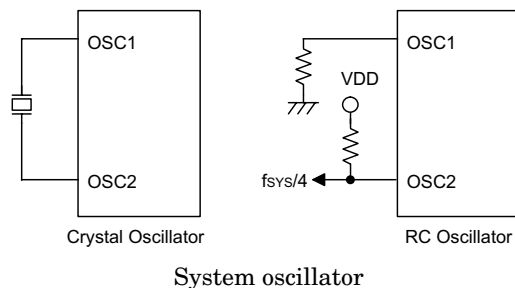 OSC1
OSC2
Crystal Oscillator
OSC1
VDD
fSYS/4
OSC2
RC Oscillator
System oscillator